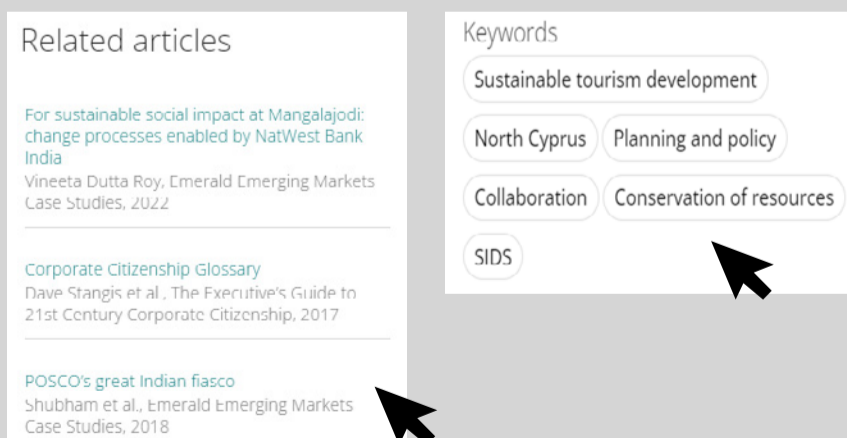 Related articles
For sustainable social impact at Mangalajodi:
change processes enabled by NatWest Bank
India
Vineeta Dutta Roy, Emerald Emerging Markets
Case Studies, 2022
Corporate Citizenship Glossary
Dave Stangis et al., The Executive's Guide to
21st Century Corporate Citizenship, 2017
POSCO's great Indian fiasco
Shubham et al., Emerald Emerging Markets
Case Studies, 2018
Keywords
Sustainable tourism development
North Cyprus Planning and policy
Collaboration Conservation of resources
SIDS